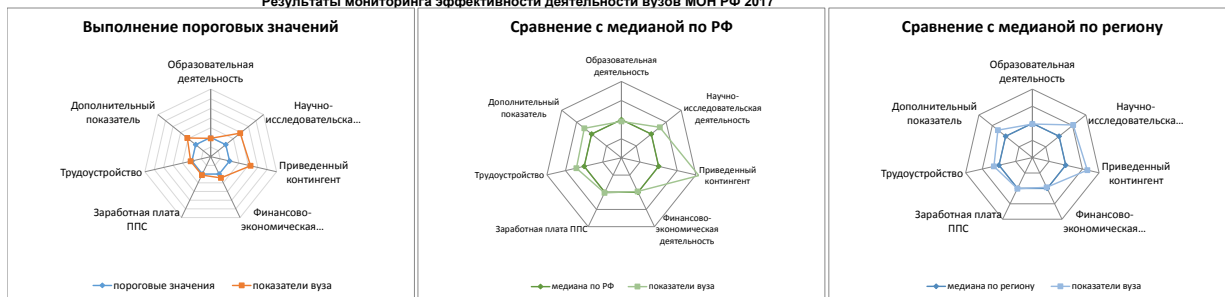 Результаты мониторинга эффективности деятельности вузов МОН РФ 2017
Выполнение пороговых значений
Образовательная
деятельность
Научно-
исследовательска...
Приведенный
контингент
Финансово-
экономическая...
Заработная плата
ППС
Трудоустройство
Дополнительный
показатель
пороговые значения
показатели вуза
Сравнение с медианой по РФ
Образовательная
деятельность
Научно-
исследовательская
деятельность
Приведенный
контингент
Финансово-
экономическая
деятельность
Заработная плата ППС
Трудоустройство
Дополнительный
показатель
медиана по РФ
показатели вуза
Сравнение с медианой по региону
Образовательная
деятельность
Научно-
исследовательска...
Приведенный
контингент
Финансово-
экономическая...
Заработная плата
ППС
Трудоустройство
Дополнительный
показатель
медиана по региону
показатели вуза